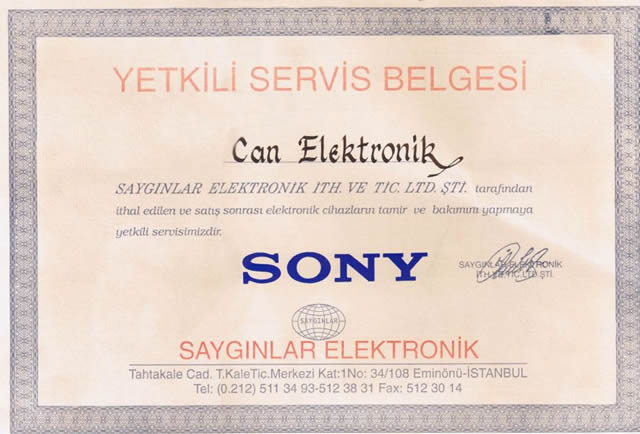 YETKİLİ SERVİS BELGESİ
Can Elektronik
SAYGINLAR ELEKTRONIK ITH. VE TIC. LTD. ŞTİ. tarafından
ithal edilen ve satış sonrası elektronik cihazların tamir ve bakımını yapmaya
yetkili servisimizdir.
SONY
SAYGINLAR ELEKTRONİK
İTH.VE.TİC.LTD.ŞTİ.
SAYGINLAR
SAYGINLAR ELEKTRONİK
Tahtakale Cad. T.KaleTic.Merkezi Kat:1No: 34/108 Eminönü-İSTANBUL
Tel: (0.212) 511 34 93-512 38 31 Fax: 512 30 14